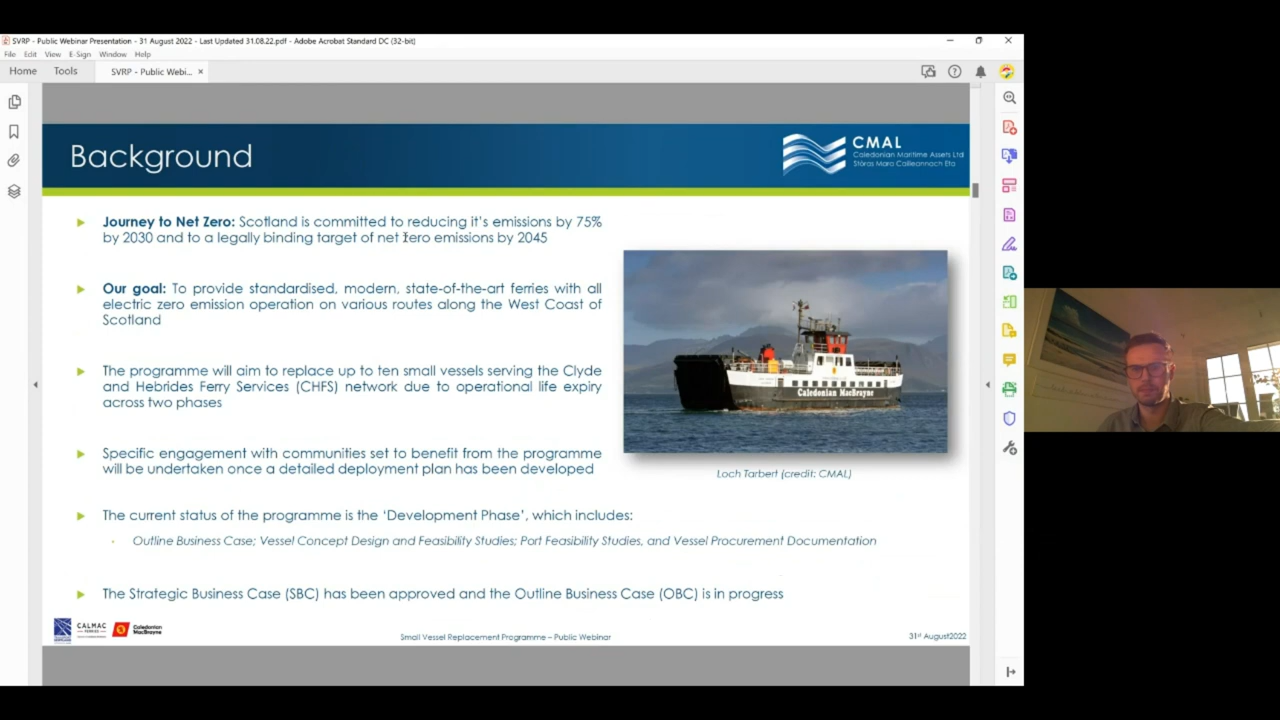 SVRP - Public Webinar Presentation - 31 August 2022 - Last Updated 31.08.22.pdf - Adobe Acrobat Standard DC (32-bit)
File Edit View E-Sign Window Help
Home Tools SVRP - Public Webi... ×
Background
CMAL
Caledonian Maritime Assets Ltd
Stòras Mara Cailleannach Eta
Journey to Net Zero: Scotland is committed to reducing it's emissions by 75%
by 2030 and to a legally binding target of net zero emissions by 2045
Our goal: To provide standardised, modern, state-of-the-art ferries with all
electric zero emission operation on various routes along the West Coast of
Scotland
The programme will aim to replace up to ten small vessels serving the Clyde
and Hebrides Ferry Services (CHFS) network due to operational life expiry
across two phases
Caledonian MacBrayne
Specific engagement with communities set to benefit from the programme
will be undertaken once a detailed deployment plan has been developed
Loch Tarbert (credit: CMAL)
The current status of the programme is the 'Development Phase', which includes:
Outline Business Case; Vessel Concept Design and Feasibility Studies; Port Feasibility Studies, and Vessel Procurement Documentation
The Strategic Business Case (SBC) has been approved and the Outline Business Case (OBC) is in progress
CALMAC
FERRIES
Caledonian
MacBrayne
Small Vessel Replacement Programme – Public Webinar
31st August2022